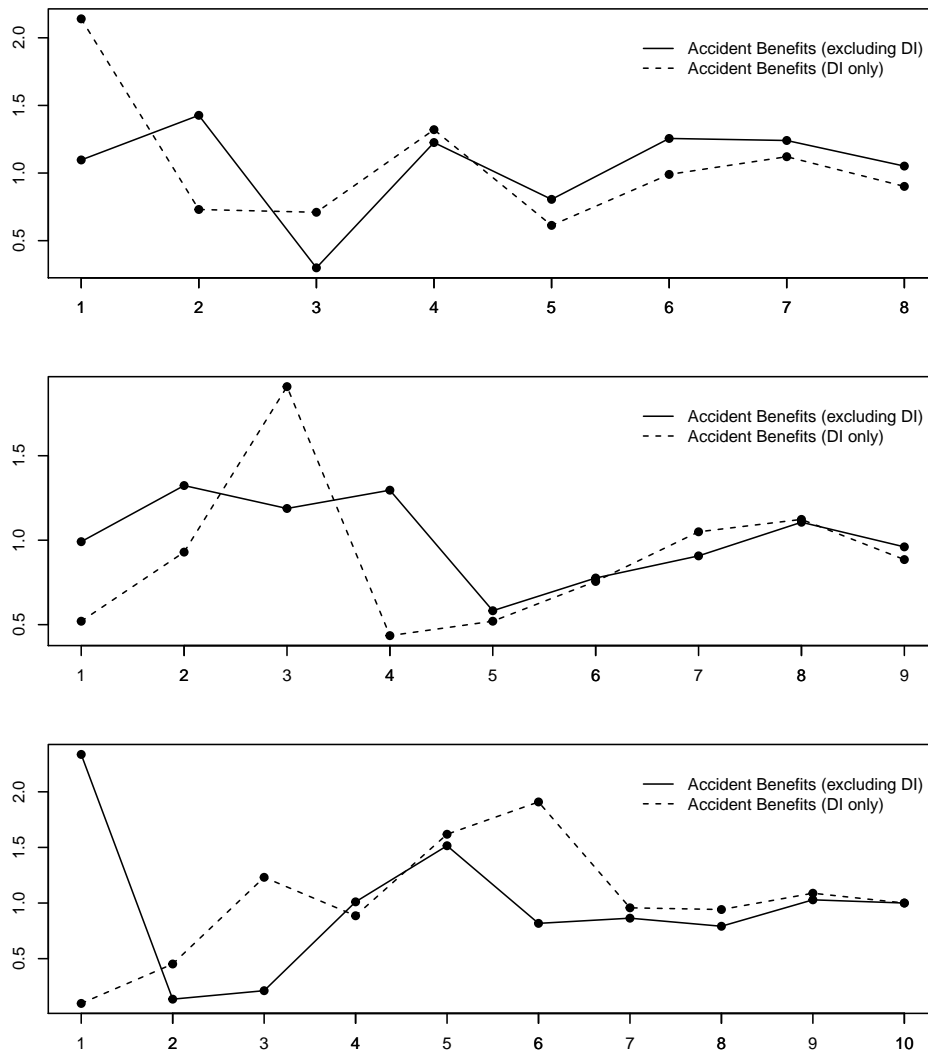 2.0
1.5
1.0
0.5
Accident Benefits (excluding DI)
Accident Benefits (DI only)
1 2 3 4 5 6 7 8
1.5
1.0
0.5
Accident Benefits (excluding DI)
Accident Benefits (DI only)
1 2 3 4 5 6 7 8 9
2.0
1.5
1.0
0.5
Accident Benefits (excluding DI)
Accident Benefits (DI only)
1 2 3 4 5 6 7 8 9 10